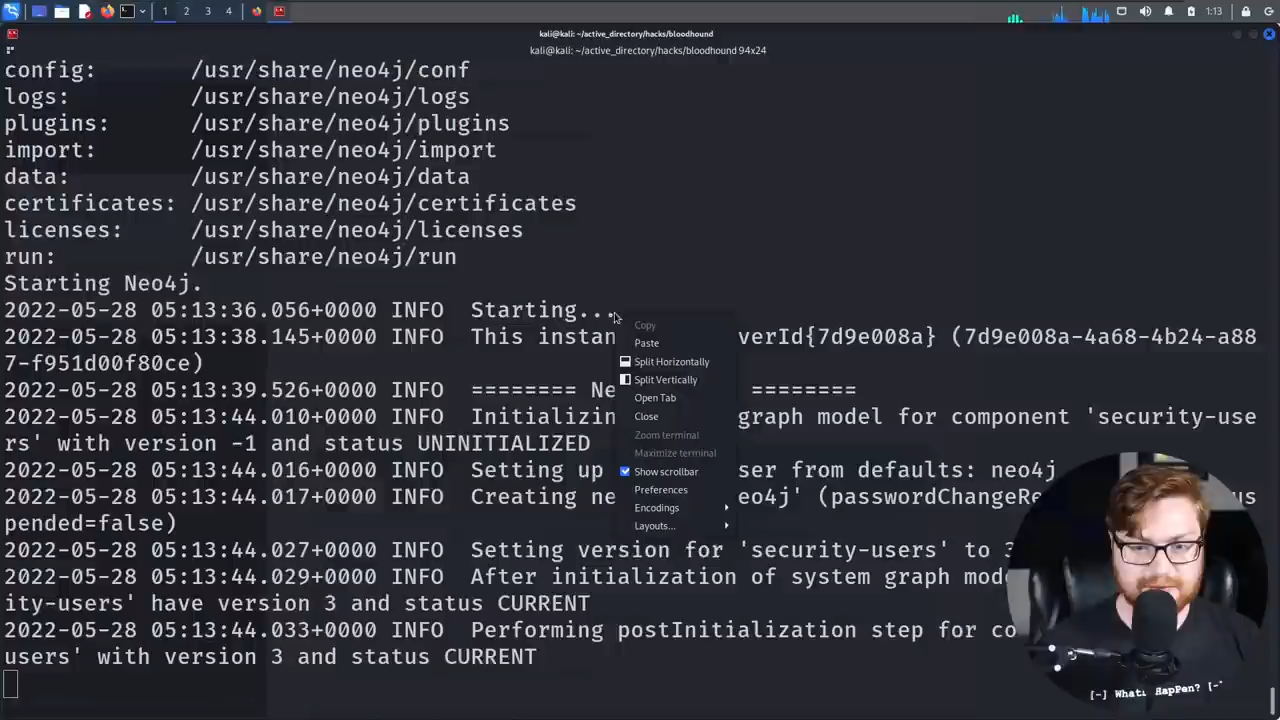 1 2 3 4
1:13
kali@kali: ~/active_directory/hacks/bloodhound
kali@kali: ~/active_directory/hacks/bloodhound 94x24
config: /usr/share/neo4j/conf
logs: /usr/share/neo4j/logs
plugins: /usr/share/neo4j/plugins
import: /usr/share/neo4j/import
data: /usr/share/neo4j/data
certificates: /usr/share/neo4j/certificates
licenses: /usr/share/neo4j/licenses
run: /usr/share/neo4j/run
Starting Neo4j.
2022-05-28 05:13:36.056+0000 INFO Starting...
2022-05-28 05:13:38.145+0000 INFO This instan verId{7d9e008a} (7d9e008a-4a68-4b24-a88
7-f951d00f80ce)
2022-05-28 05:13:39.526+0000 INFO ======== Ne ========
2022-05-28 05:13:44.010+0000 INFO Initializin graph model for component 'security-use
rs' with version -1 and status UNINITIALIZED
2022-05-28 05:13:44.016+0000 INFO Setting up ser from defaults: neo4j
2022-05-28 05:13:44.017+0000 INFO Creating ne eo4j' (passwordChangeRe us
pended=false)
2022-05-28 05:13:44.027+0000 INFO Setting version for 'security-users' to 3
2022-05-28 05:13:44.029+0000 INFO After initialization of system graph mod
ity-users' have version 3 and status CURRENT
2022-05-28 05:13:44.033+0000 INFO Performing postInitialization step for co
users' with version 3 and status CURRENT
Copy
Paste
Split Horizontally
Split Vertically
Open Tab
Close
Zoom terminal
Maximize terminal
Show scrollbar
Preferences
Encodings
Layouts...
[-] What's HapPen? [-]